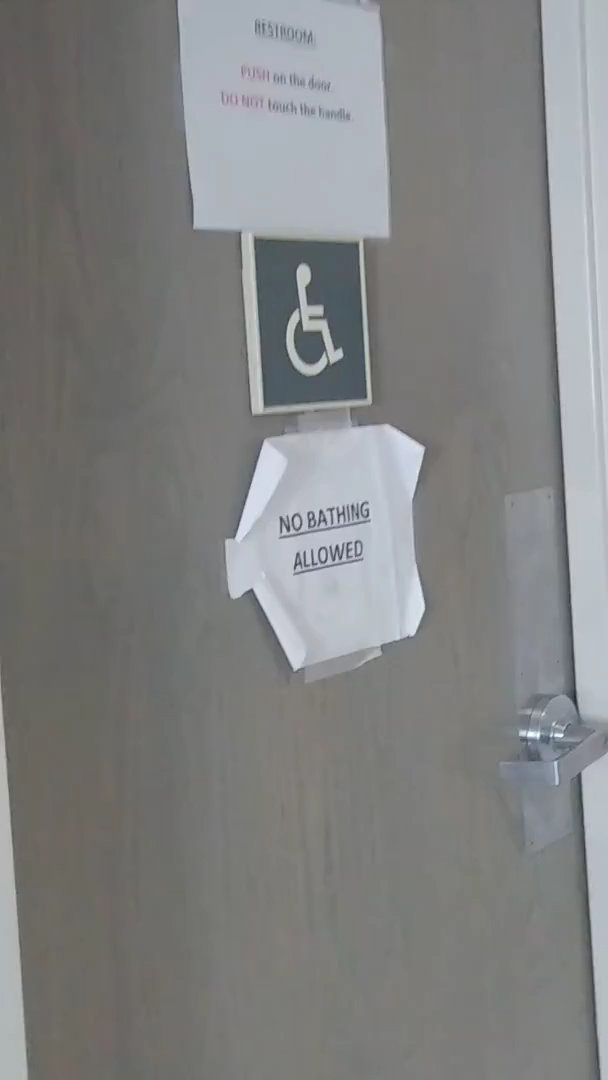 RESTROOM:
PUSH on the door.
DO NOT touch the handle.
NO BATHING
ALLOWED